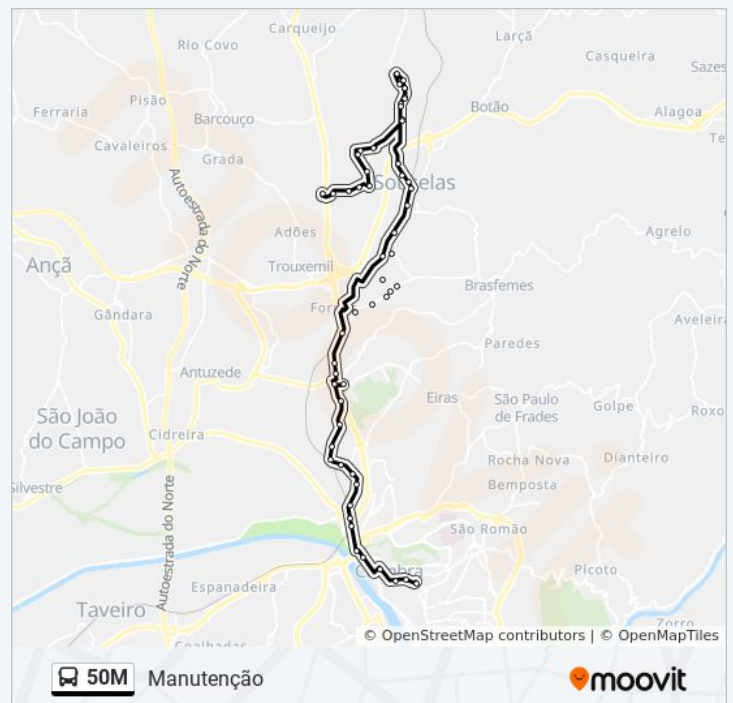 Carqueijo
Larçã
Rio Covo
Casqueira
Sazes
Pisão
Botão
Ferraria
Barcouço
Alagoa
Cavaleiros
Grada
Souselas
Autoestrada do Norte
Adões
Agrelo
Ançã
Trouxemil
Brasfemes
Gândara
Aveleira
Paredes
Antuzede
Eiras
São Paulo
de Frades
Golpe
Roxo
São João
do Campo
Cidreira
Rocha Nova
Dianteiro
Silvestre
Bemposta
Autoestrada do Norte
São Romão
Coimbra
Picoto
Espanadeira
Taveiro
Zorro
© OpenStreetMap contributors | © OpenMapTiles
50M Manutenção
moovit